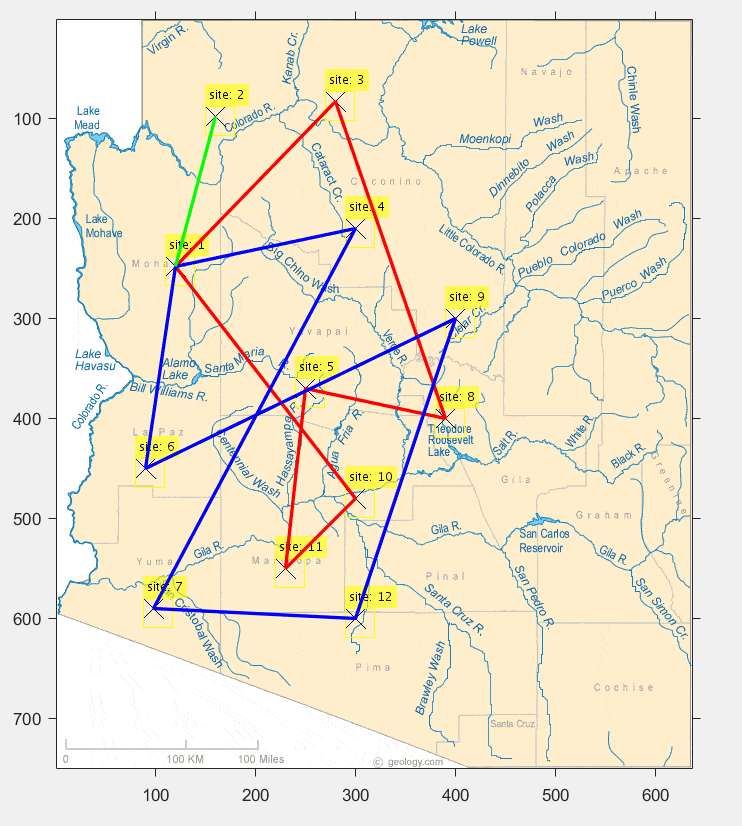 Virgin R.
Kanab Cr.
Lake
Powell
Navajo
Chinle Wash
site: 3
site: 2
100
Lake
Mead
Colorado R.
Moenkopi
Wash
Dinnebito
Wash
Polacca
Wash
Cataract Cr.
Coconino
Apache
200
site: 4
Lake
Mohave
site: 1
Moha
Big Chino Wash
Little Colorado R.
Pueblo Colorado Wash
Puerco Wash
300
site: 9
Clear Cr.
Yavapai
Verde R.
Lake
Havasu
Alamo
Lake
Santa Maria
site: 5
Bill Williams R.
Colorado R.
400
site: 8
Theodore
Roosevelt
Lake
La Paz
site: 6
Centennial Wash
Hassayampa R.
Agua Fria R.
Salt R.
White R.
Black R.
Greenlee
site: 10
Gila
500
Graham
Gila R.
San Carlos
Reservoir
Gila R.
site: 11
Yuma
Gila R.
Maricopa
Pinal
site: 7
site: 12
San Cristobal Wash
Santa Cruz R.
San Pedro R.
San Simon Cr.
600
Brawley Wash
Pima
Cochise
700
Santa Cruz
0
100 KM
100 Miles
© geology.com
100
200
300
400
500
600